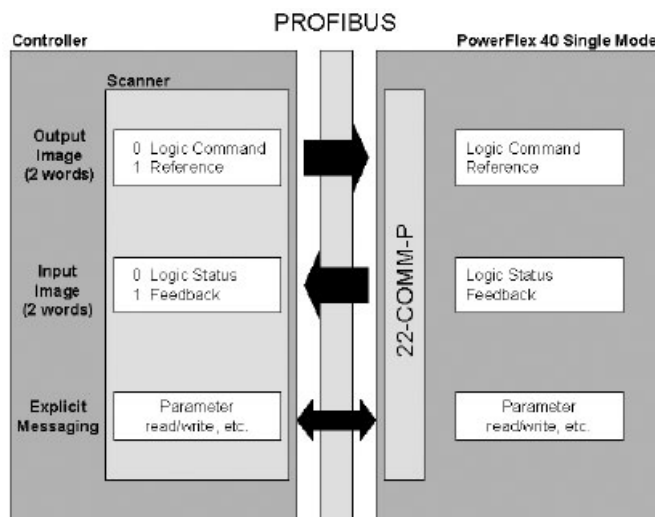 PROFIBUS
Controller
PowerFlex 40 Single Mode
Scanner
Output
Image
(2 words)
0 Logic Command
1 Reference
Logic Command
Reference
Input
Image
(2 words)
0 Logic Status
1 Feedback
Logic Status
Feedback
22-COMM-P
Explicit
Messaging
Parameter
read/write, etc.
Parameter
read/write, etc.